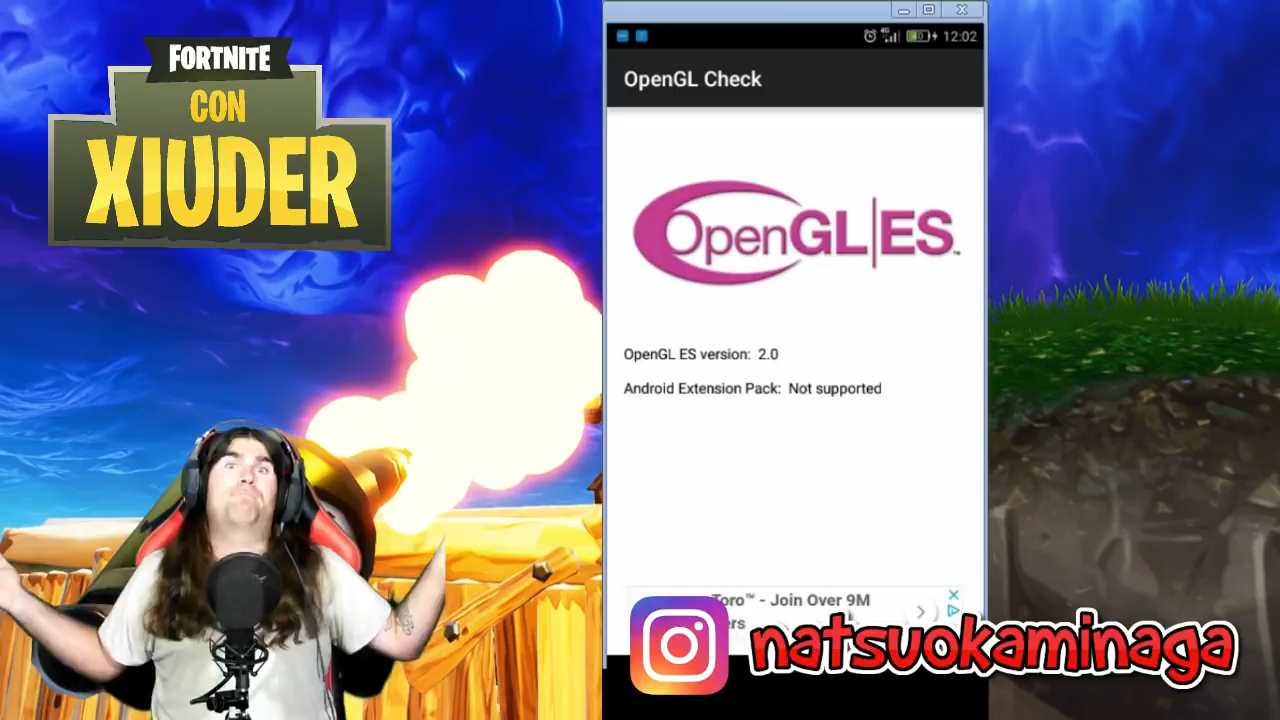 FORTNITE
CON
XIUDER
12:02
OpenGL Check
OpenGL|ES™
OpenGL ES version: 2.0
Android Extension Pack: Not supported
Toro™ - Join Over 9M
natsuokaminaga